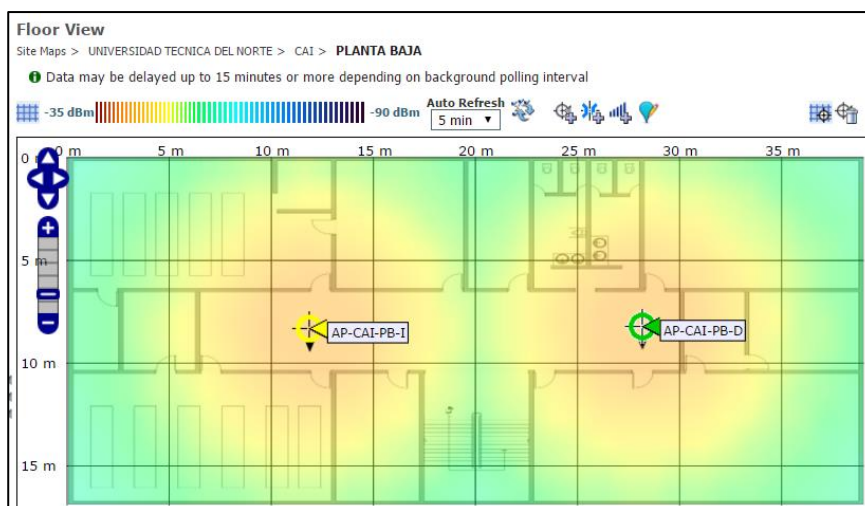 Floor View
Site Maps > UNIVERSIDAD TECNICA DEL NORTE > CAI > PLANTA BAJA
Data may be delayed up to 15 minutes or more depending on background polling interval
-35 dBm -90 dBm Auto Refresh
5 min
0 m 0 m 5 m 10 m 15 m 20 m 25 m 30 m 35 m
5 m
AP-CAI-PB-I AP-CAI-PB-D
10 m
15 m